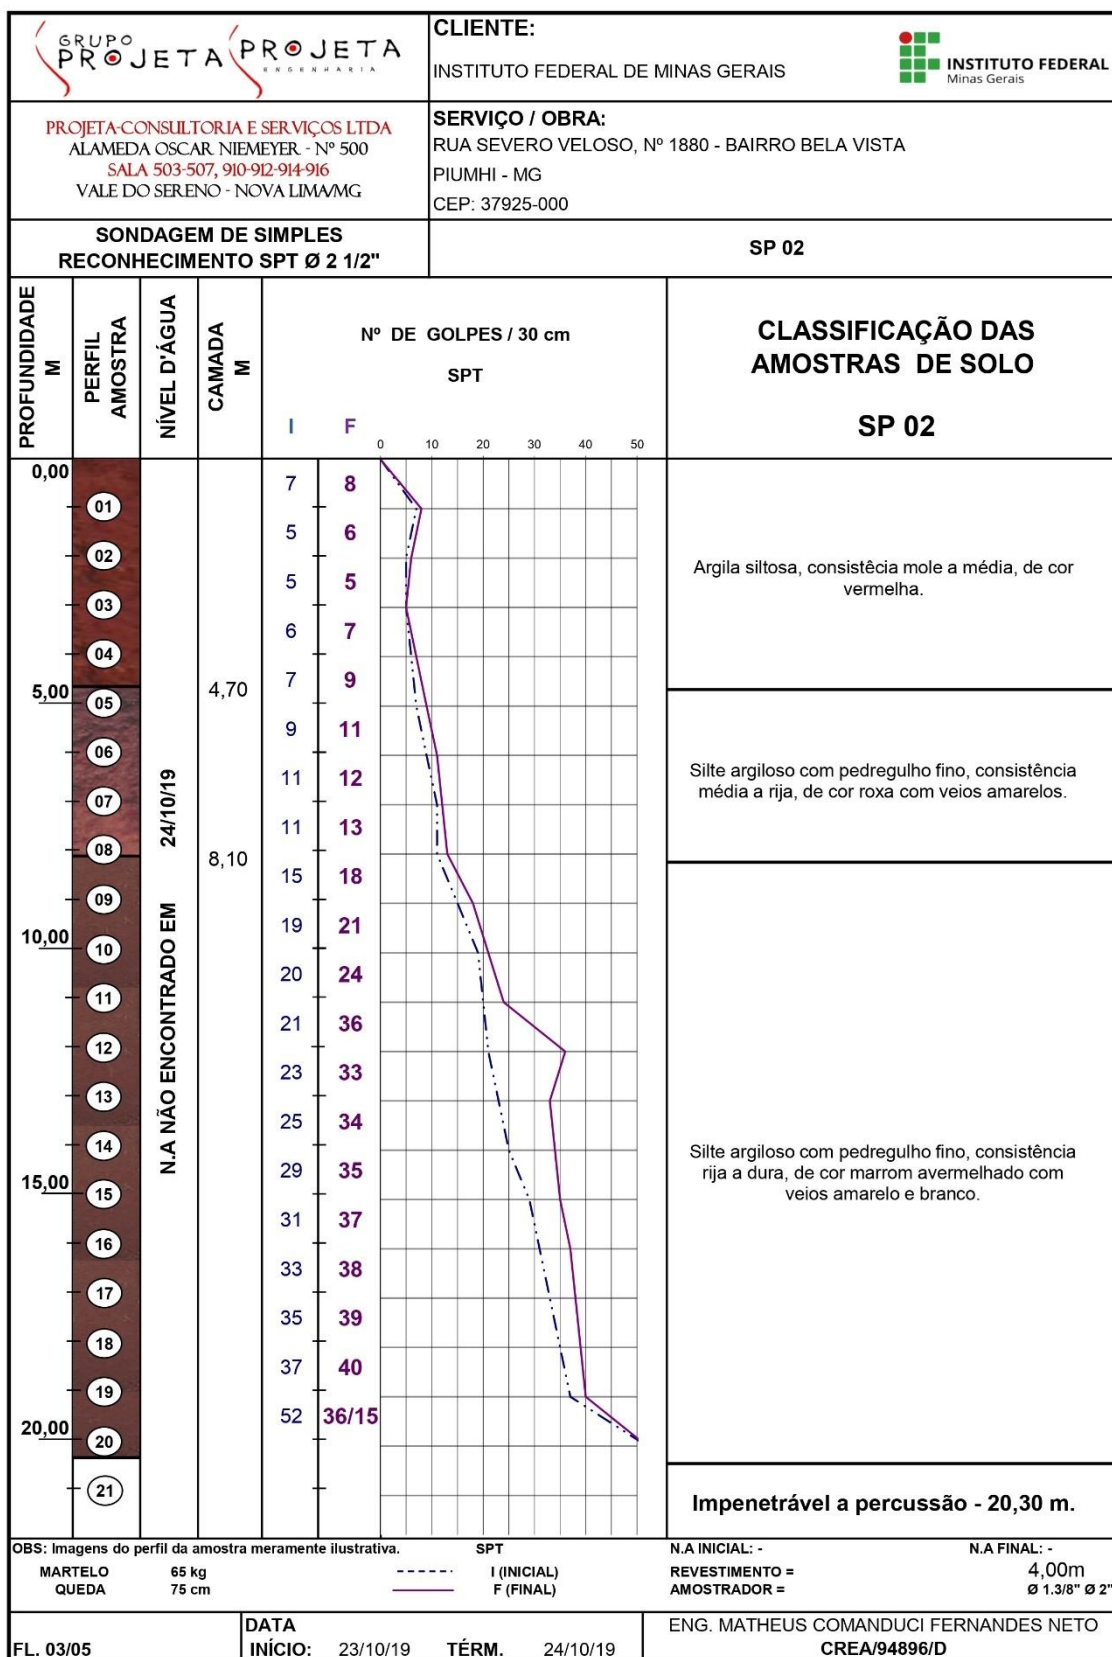 GRUPO
PROJETA
PROJETA
ENGENHARIA
CLIENTE:
INSTITUTO FEDERAL DE MINAS GERAIS
INSTITUTO FEDERAL
Minas Gerais
PROJETA-CONSULTORIA E SERVIÇOS LTDA
ALAMEDA OSCAR NIEMEYER - Nº 500
SALA 503-507, 910-912-914-916
VALE DO SERENO - NOVA LIMA/MG
SERVIÇO / OBRA:
RUA SEVERO VELOSO, Nº 1880 - BAIRRO BELA VISTA
PIUMHI - MG
CEP: 37925-000
SONDAGEM DE SIMPLES
RECONHECIMENTO SPT Ø 2 1/2"
SP 02
PROFUNDIDADE
M
PERFIL
AMOSTRA
NÍVEL D'ÁGUA
CAMADA
M
Nº DE GOLPES / 30 cm
SPT
I F
0 10 20 30 40 50
CLASSIFICAÇÃO DAS
AMOSTRAS DE SOLO
SP 02
0,00
5,00
10,00
15,00
20,00
01
02
03
04
05
06
07
08
09
10
11
12
13
14
15
16
17
18
19
20
21
N.A NÃO ENCONTRADO EM 24/10/19
4,70
8,10
7 8
5 6
5 5
6 7
7 9
9 11
11 12
11 13
15 18
19 21
20 24
21 36
23 33
25 34
29 35
31 37
33 38
35 39
37 40
52 36/15
Argila siltosa, consistêcia mole a média, de cor
vermelha.
Silte argiloso com pedregulho fino, consistência
média a rija, de cor roxa com veios amarelos.
Silte argiloso com pedregulho fino, consistência
rija a dura, de cor marrom avermelhado com
veios amarelo e branco.
Impenetrável a percussão - 20,30 m.
OBS: Imagens do perfil da amostra meramente ilustrativa.
MARTELO 65 kg
QUEDA 75 cm
SPT
I (INICIAL)
F (FINAL)
N.A INICIAL: - N.A FINAL: -
REVESTIMENTO = 4,00m
AMOSTRADOR = Ø 1.3/8" Ø 2"
FL. 03/05
DATA
INÍCIO: 23/10/19 TÉRM. 24/10/19
ENG. MATHEUS COMANDUCI FERNANDES NETO
CREA/94896/D